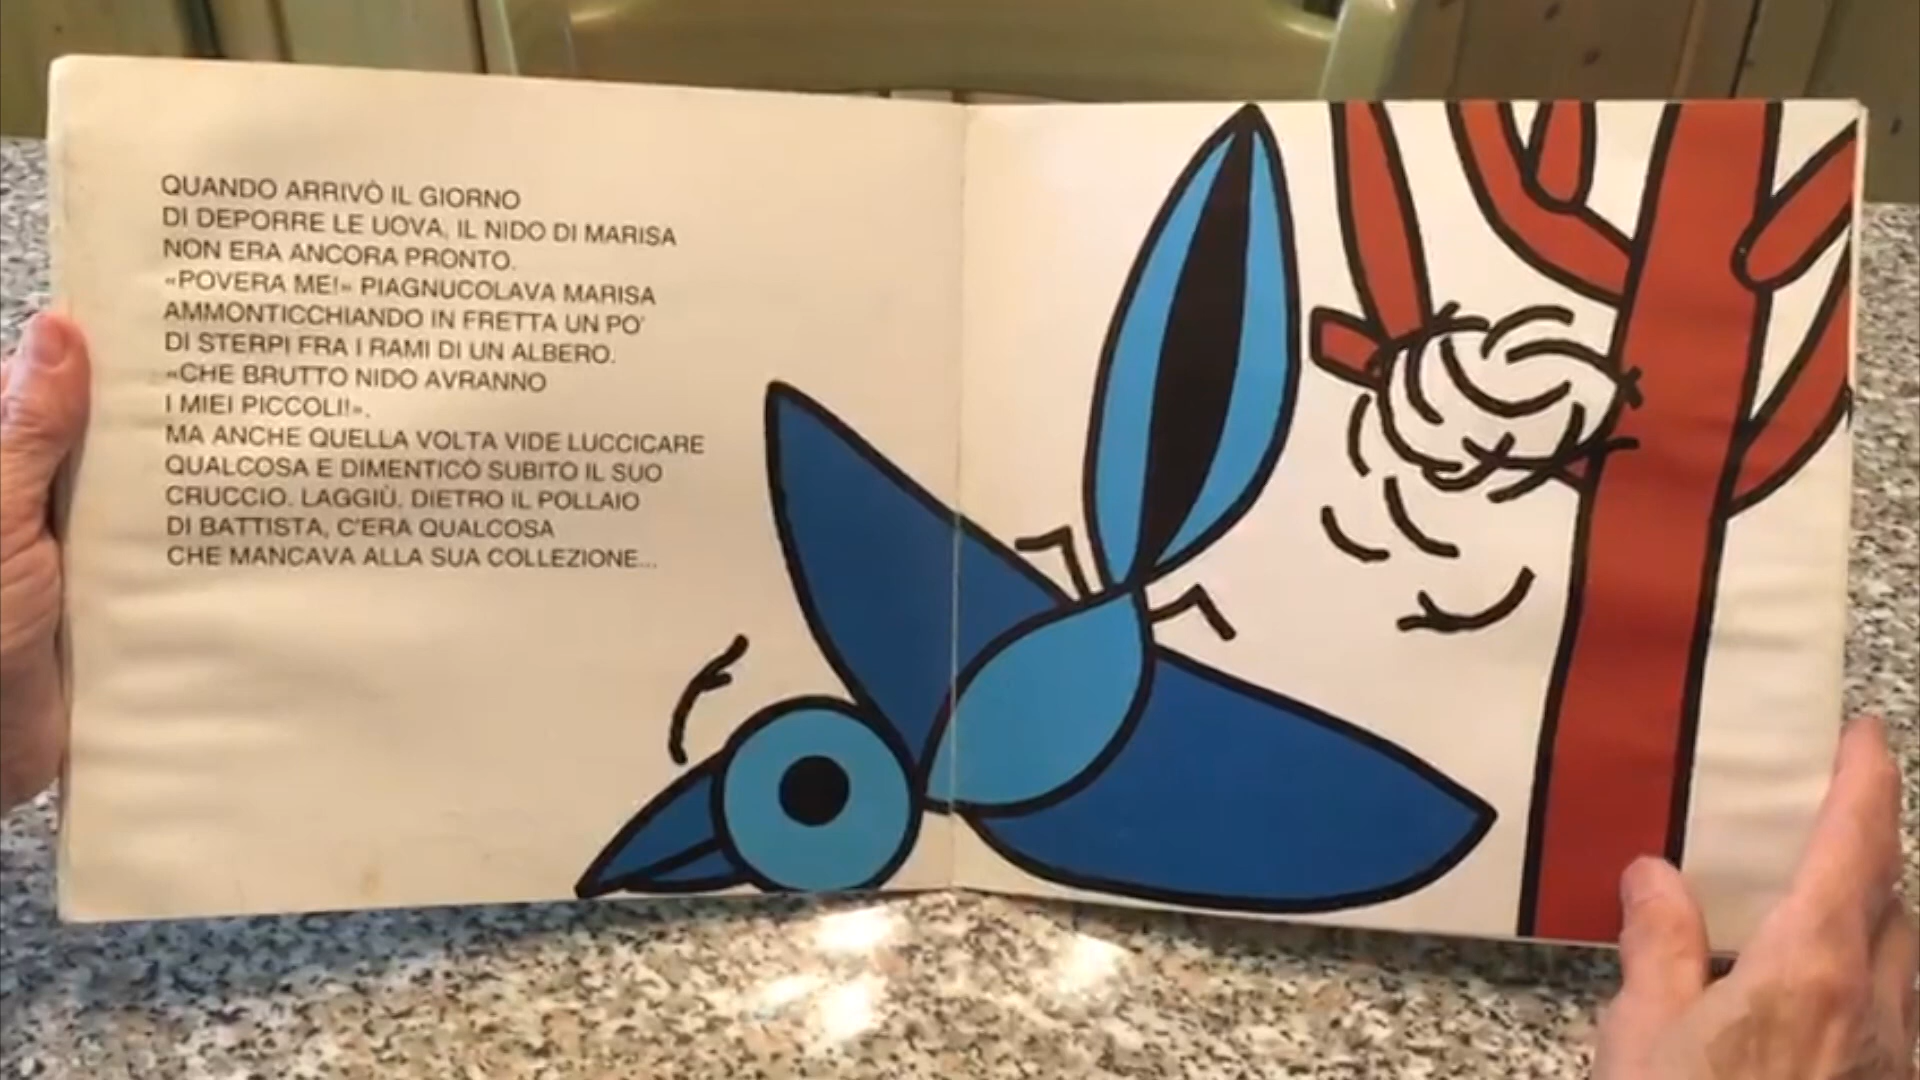 QUANDO ARRIVÒ IL GIORNO
DI DEPORRE LE UOVA, IL NIDO DI MARISA
NON ERA ANCORA PRONTO.
«POVERA ME!» PIAGNUCOLAVA MARISA
AMMONTICCHIANDO IN FRETTA UN PO'
DI STERPI FRA I RAMI DI UN ALBERO.
«CHE BRUTTO NIDO AVRANNO
I MIEI PICCOLI!».
MA ANCHE QUELLA VOLTA VIDE LUCCICARE
QUALCOSA E DIMENTICÒ SUBITO IL SUO
CRUCCIO. LAGGIÙ, DIETRO IL POLLAIO
DI BATTISTA, C'ERA QUALCOSA
CHE MANCAVA ALLA SUA COLLEZIONE...